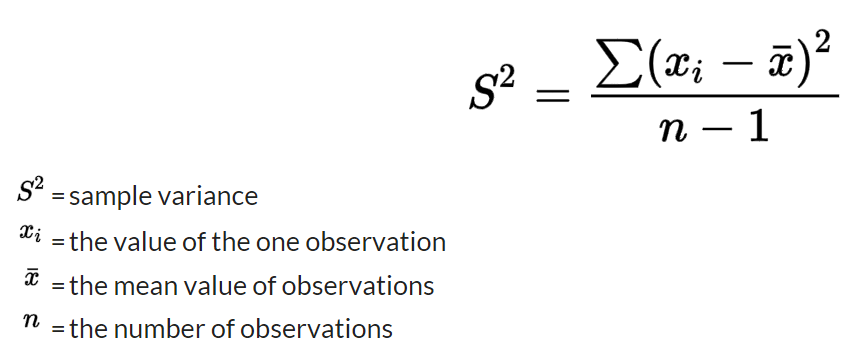 S² = ∑(xᵢ − x̄)² / n − 1
S² = sample variance
xᵢ = the value of the one observation
x̄ = the mean value of observations
n = the number of observations